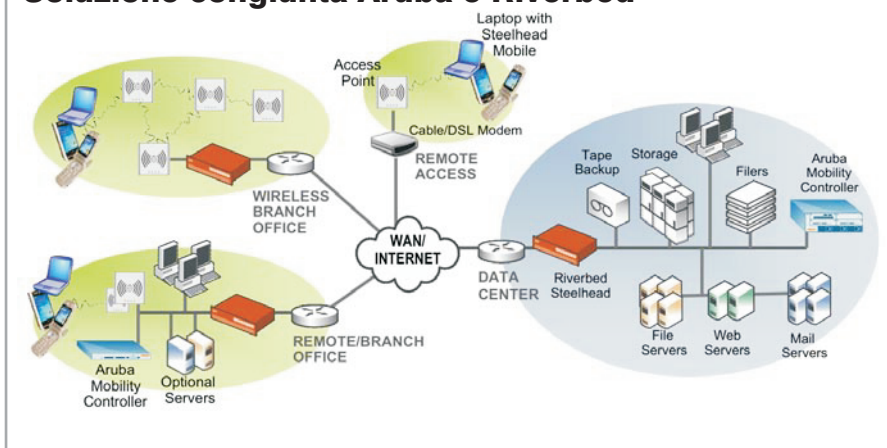 Soluzione congiunta Aruba e Riverbed
Laptop with
Steelhead
Mobile
Access
Point
Cable/DSL Modem
REMOTE
ACCESS
WIRELESS
BRANCH
OFFICE
WAN/
INTERNET
Tape
Backup
Storage
Filers
Aruba
Mobility
Controller
DATA
CENTER
Riverbed
Steelhead
File
Servers
Web
Servers
Mail
Servers
REMOTE/BRANCH
OFFICE
Aruba
Mobility
Controller
Optional
Servers